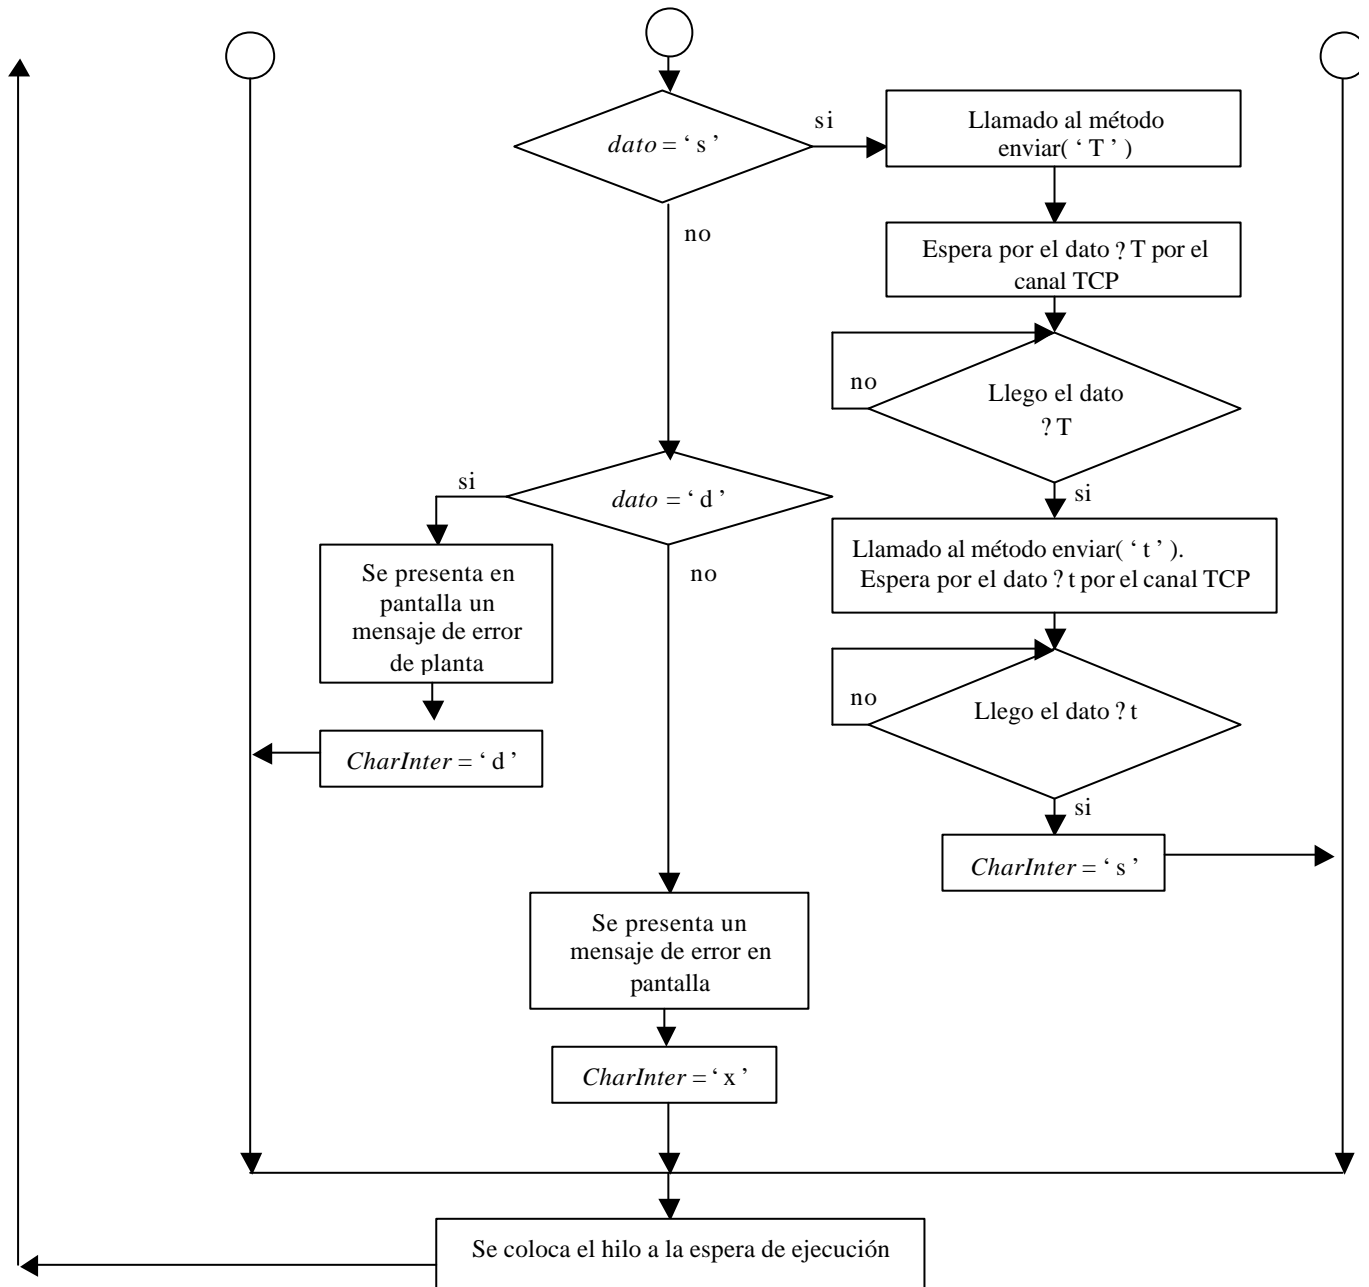 dato = ‘ s ’
si
Llamado al método
enviar( ‘ T ’ )
no
Espera por el dato ? T por el
canal TCP
no
Llego el dato
? T
si
si
dato = ‘ d ’
Llamado al método enviar( ‘ t ’ ).
Espera por el dato ? t por el canal TCP
Se presenta en
pantalla un
mensaje de error
de planta
no
no
Llego el dato ? t
CharInter = ‘ d ’
si
CharInter = ‘ s ’
Se presenta un
mensaje de error en
pantalla
CharInter = ‘ x ’
Se coloca el hilo a la espera de ejecución